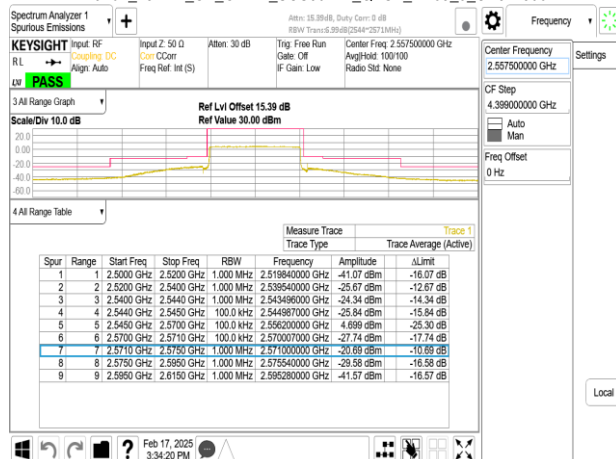 Spectrum Analyzer 1
Spurious Emissions
Attn: 15.39dB, Duty Corr: 0 dB
RBW Trans:6.99dB(2544~2571MHz)
Frequency
KEYSIGHT
RL
Input: RF
Coupling: DC
Align: Auto
Input Z: 50 Ω
Corr CCorr
Freq Ref: Int (S)
Atten: 30 dB
Trig: Free Run
Gate: Off
IF Gain: Low
Center Freq: 2.557500000 GHz
Avg|Hold: 100/100
Radio Std: None
LXI PASS
Center Frequency
2.557500000 GHz
Settings
CF Step
4.399000000 GHz
Auto
Man
Freq Offset
0 Hz
3 All Range Graph
Scale/Div 10.0 dB
Ref Lvl Offset 15.39 dB
Ref Value 30.00 dBm
20.0
0.00
-20.0
-40.0
-60.0
4 All Range Table
Measure Trace Trace 1
Trace Type Trace Average (Active)
Spur Range Start Freq Stop Freq RBW Frequency Amplitude ΔLimit
1 1 2.5000 GHz 2.5200 GHz 1.000 MHz 2.519840000 GHz -41.07 dBm -16.07 dB
2 2 2.5200 GHz 2.5400 GHz 1.000 MHz 2.539540000 GHz -25.67 dBm -12.67 dB
3 3 2.5400 GHz 2.5440 GHz 1.000 MHz 2.543496000 GHz -24.34 dBm -14.34 dB
4 4 2.5440 GHz 2.5450 GHz 100.0 kHz 2.544987000 GHz -25.84 dBm -15.84 dB
5 5 2.5450 GHz 2.5700 GHz 100.0 kHz 2.556200000 GHz 4.699 dBm -25.30 dB
6 6 2.5700 GHz 2.5710 GHz 100.0 kHz 2.570007000 GHz -27.74 dBm -17.74 dB
7 7 2.5710 GHz 2.5750 GHz 1.000 MHz 2.571000000 GHz -20.69 dBm -10.69 dB
8 8 2.5750 GHz 2.5950 GHz 1.000 MHz 2.575540000 GHz -29.58 dBm -16.58 dB
9 9 2.5950 GHz 2.6150 GHz 1.000 MHz 2.595280000 GHz -41.57 dBm -16.57 dB
Local
?
Feb 17, 2025
3:34:20 PM